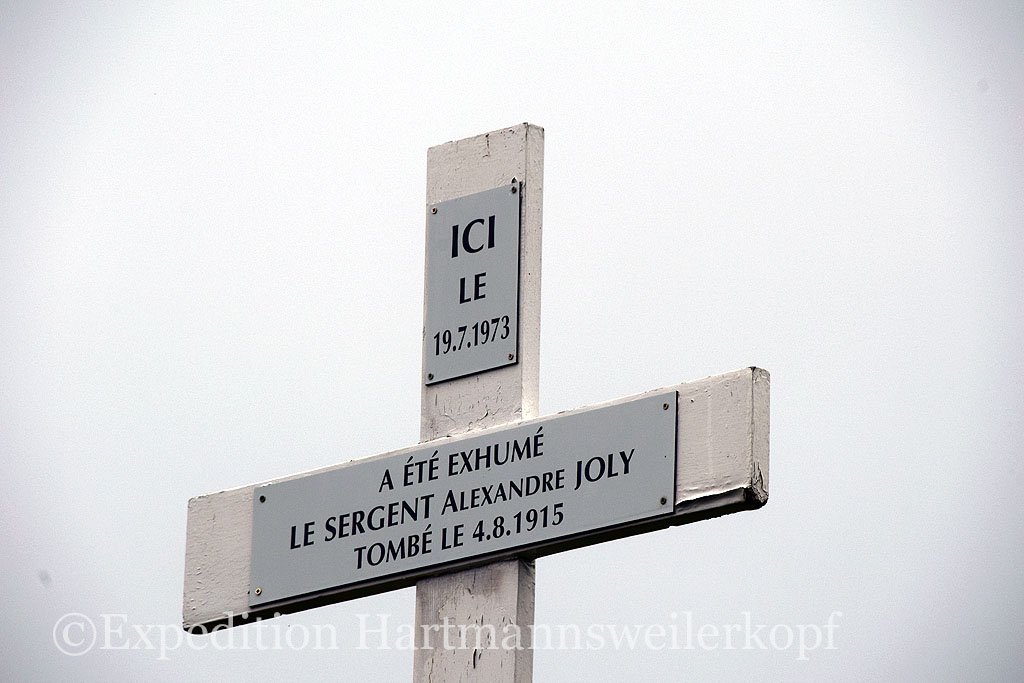 ICI
LE
19.7.1973
A ÉTÉ EXHUMÉ
LE SERGENT ALEXANDRE JOLY
TOMBÉ LE 4.8.1915
©Expedition Hartmannsweilerkopf